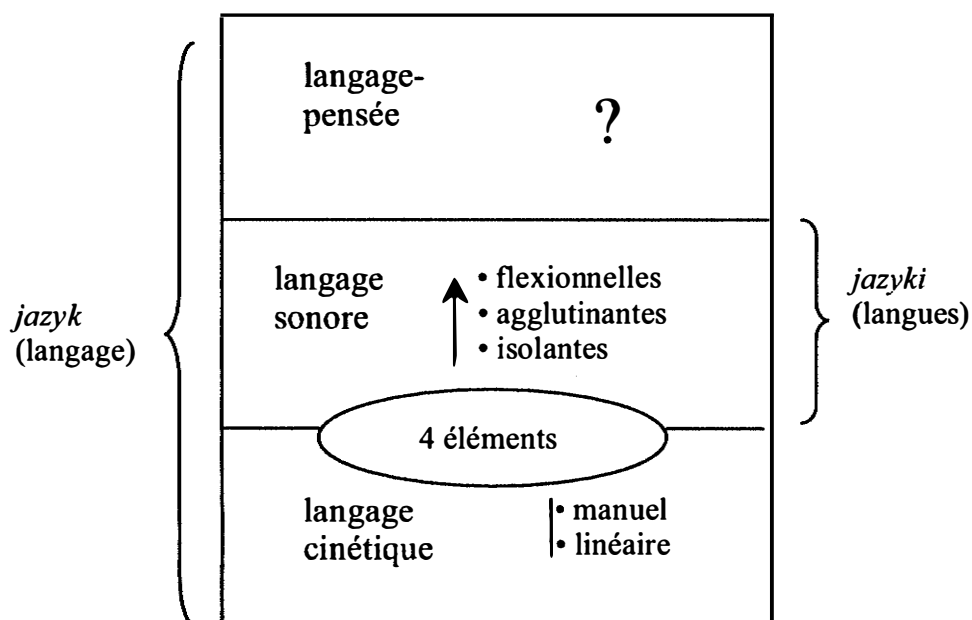 langage-
pensée
?
jazyk
(langage)
langage
sonore
• flexionnelles
• agglutinantes
• isolantes
jazyki
(langues)
4 éléments
langage
cinétique
• manuel
• linéaire